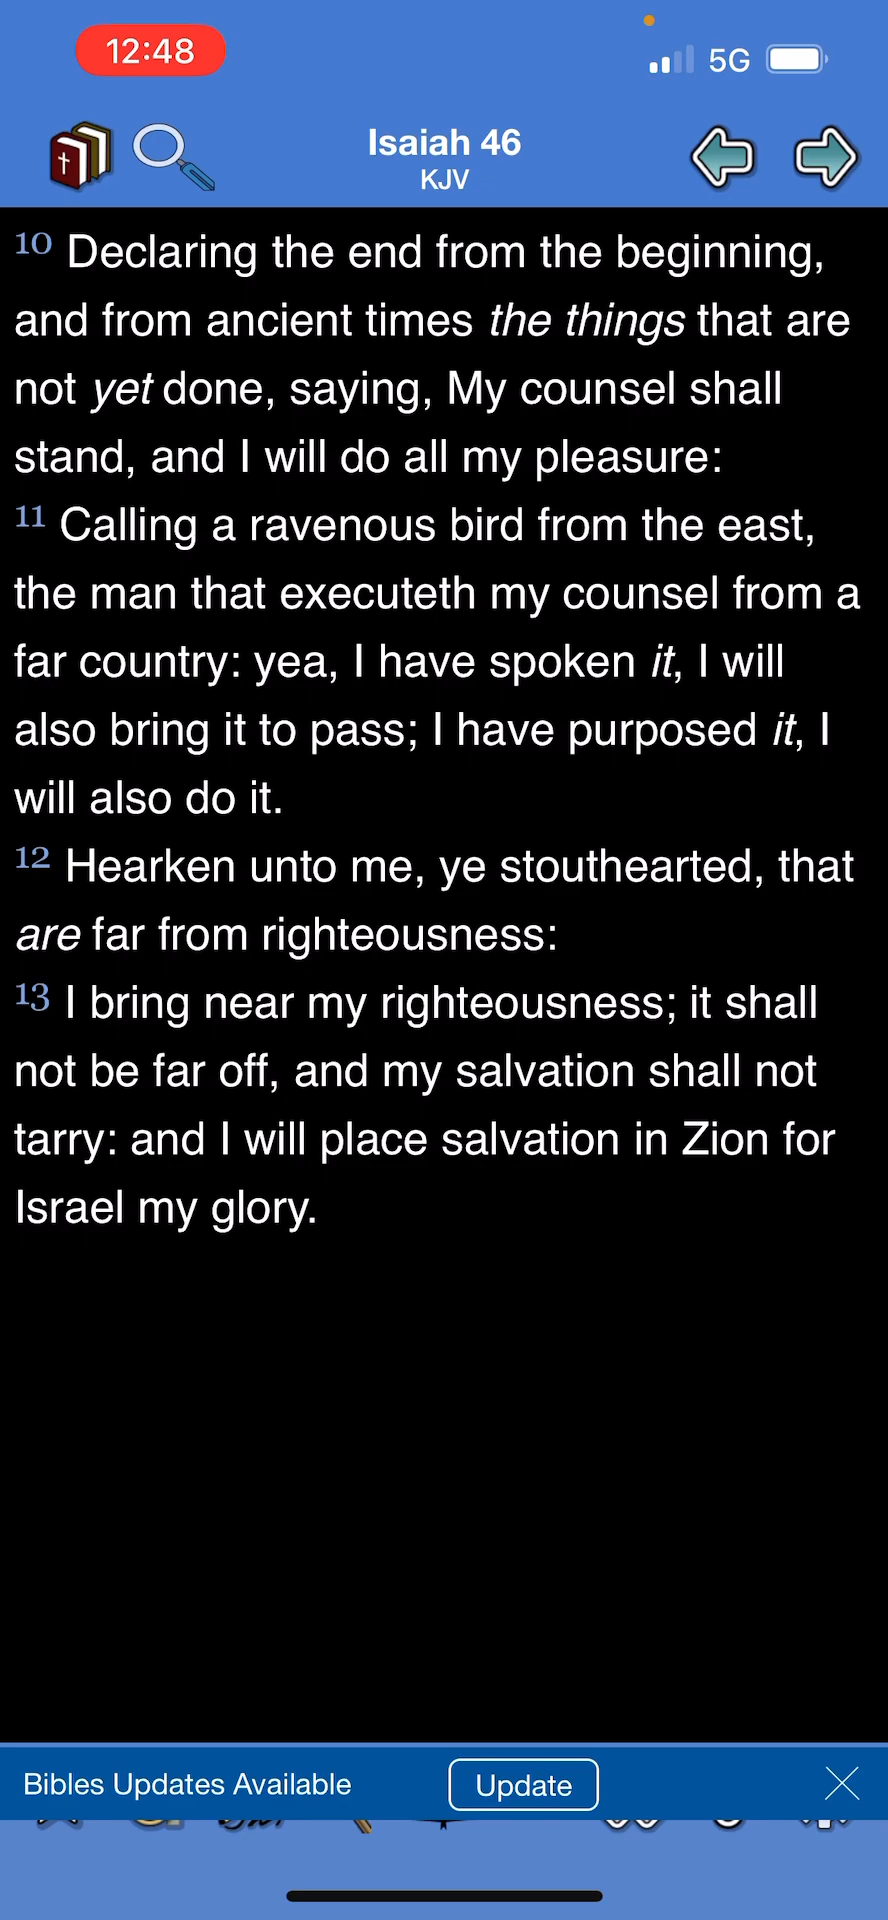 12:48
5G
Isaiah 46
KJV
10 Declaring the end from the beginning,
and from ancient times the things that are
not yet done, saying, My counsel shall
stand, and I will do all my pleasure:
11 Calling a ravenous bird from the east,
the man that executeth my counsel from a
far country: yea, I have spoken it, I will
also bring it to pass; I have purposed it, I
will also do it.
12 Hearken unto me, ye stouthearted, that
are far from righteousness:
13 I bring near my righteousness; it shall
not be far off, and my salvation shall not
tarry: and I will place salvation in Zion for
Israel my glory.
Bibles Updates Available
Update